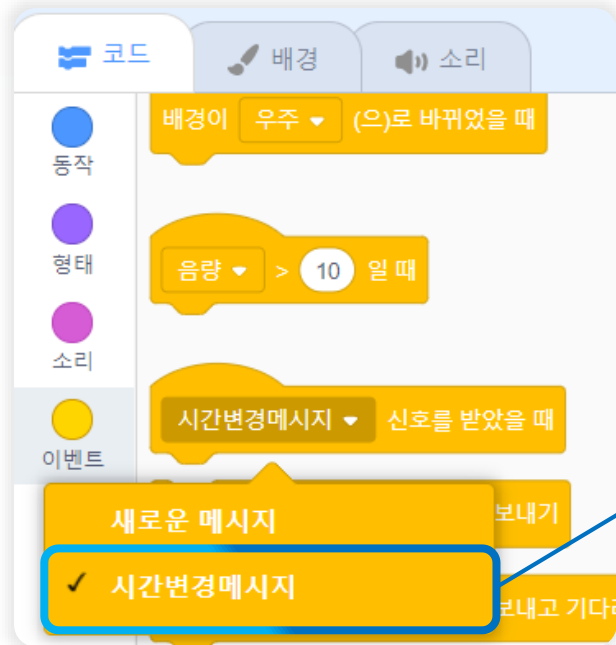 코드
배경
소리
동작
형태
소리
이벤트
배경이 우주 (으)로 바뀌었을 때
음량 > 10 일 때
시간변경메시지 신호를 받았을 때
보내기
새로운 메시지
✓ 시간변경메시지
보내고 기다